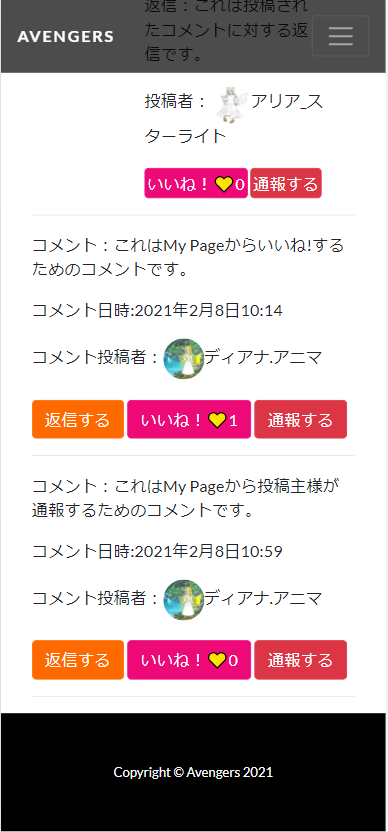 返信：これは投稿され
AVENGERS
たコメントに対する返
信です。
投稿者：アリア_ス
ターライト
いいね！💛0 通報する
コメント：これはMy Pageからいいね!する
ためのコメントです。
コメント日時:2021年2月8日10:14
コメント投稿者：ディアナ.アニマ
返信する いいね！💛1 通報する
コメント：これはMy Pageから投稿主様が
通報するためのコメントです。
コメント日時:2021年2月8日10:59
コメント投稿者：ディアナ.アニマ
返信する いいね！💛0 通報する
Copyright © Avengers 2021